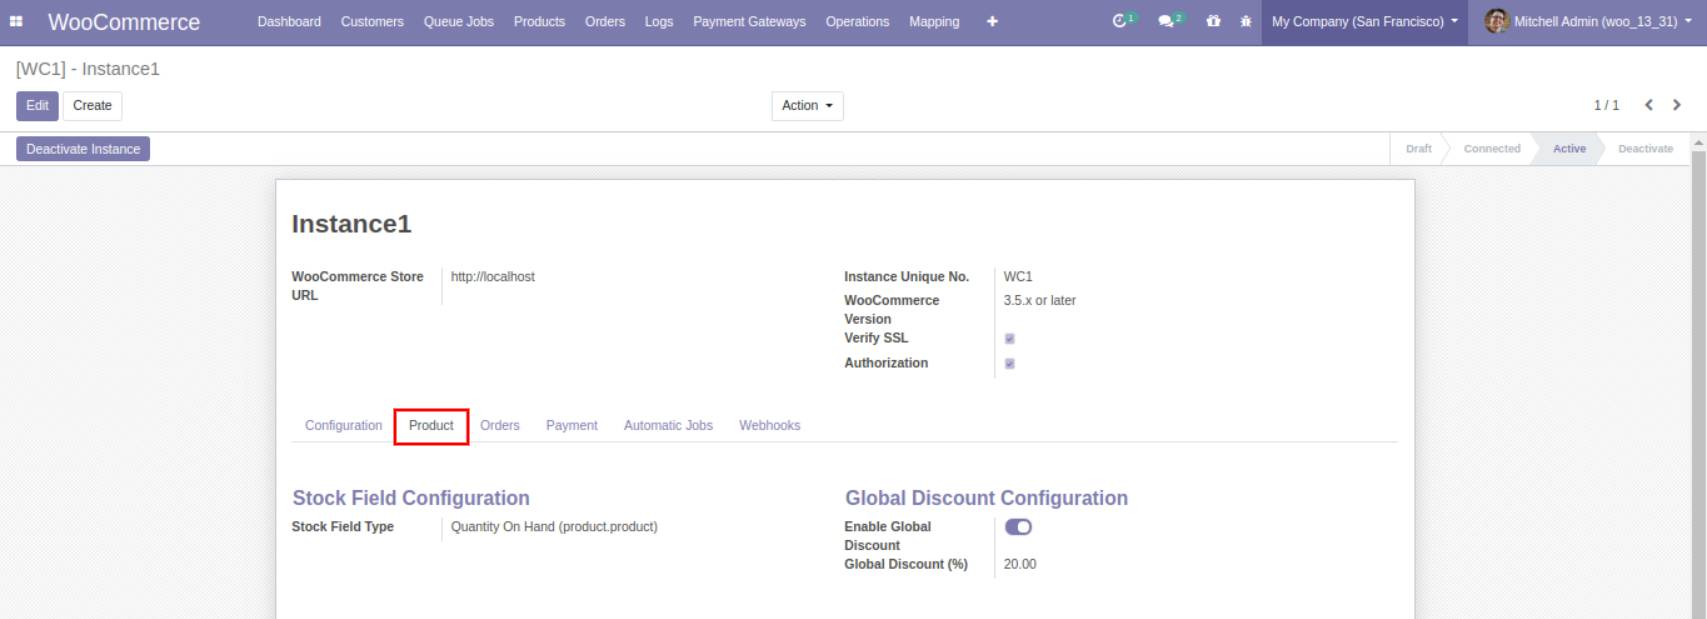 WooCommerce Dashboard Customers Queue Jobs Products Orders Logs Payment Gateways Operations Mapping + 1 2 My Company (San Francisco) Mitchell Admin (woo_13_31)
[WC1] - Instance1
Edit Create Action 1 / 1
Deactivate Instance Draft Connected Active Deactivate
Instance1
WooCommerce Store URL http://localhost
Instance Unique No. WC1
WooCommerce Version 3.5.x or later
Verify SSL
Authorization
Configuration Product Orders Payment Automatic Jobs Webhooks
Stock Field Configuration
Stock Field Type Quantity On Hand (product.product)
Global Discount Configuration
Enable Global Discount
Global Discount (%) 20.00